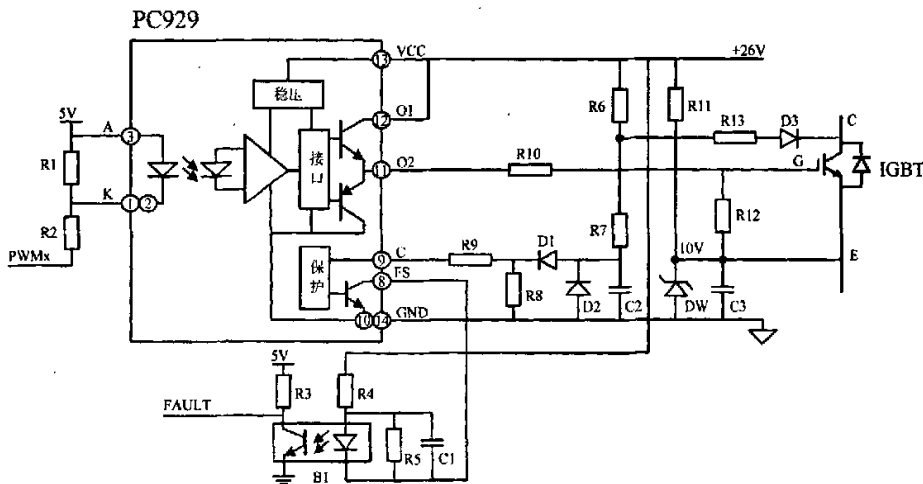 PC929
VCC
13
+26V
稳压
R6
R11
5V
O1
12
C
A
3
R13
D3
R1
接口
O2
11
R10
G
IGBT
K
1
2
R12
R2
R7
10V
E
PWMx
保护
C
9
R9
D1
FS
8
R8
D2
C2
DW
C3
10
14
GND
5V
R3
R4
FAULT
R5
C1
B1